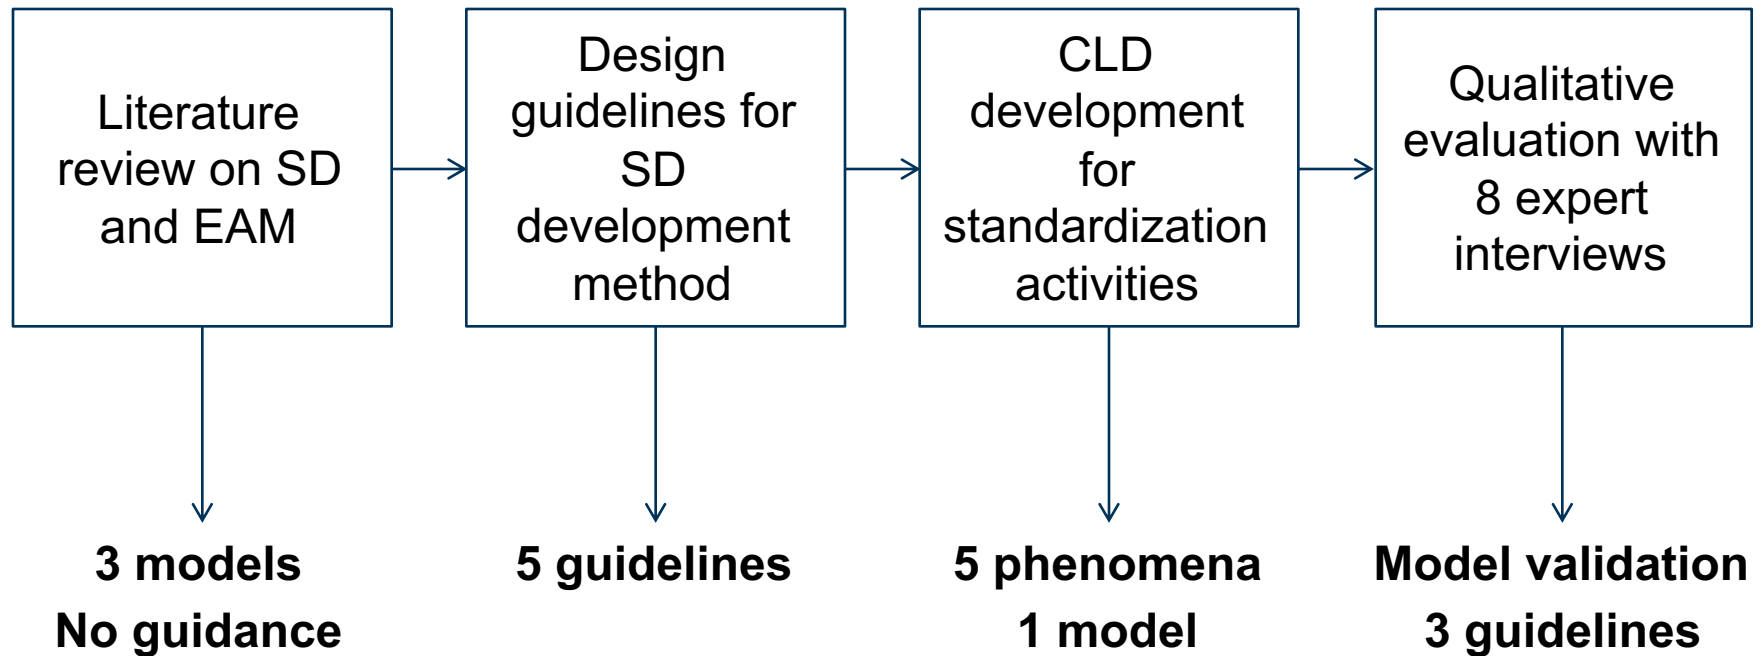 Literature
review on SD
and EAM
Design
guidelines for
SD
development
method
CLD
development
for
standardization
activities
Qualitative
evaluation with
8 expert
interviews
3 models
No guidance
5 guidelines
5 phenomena
1 model
Model validation
3 guidelines